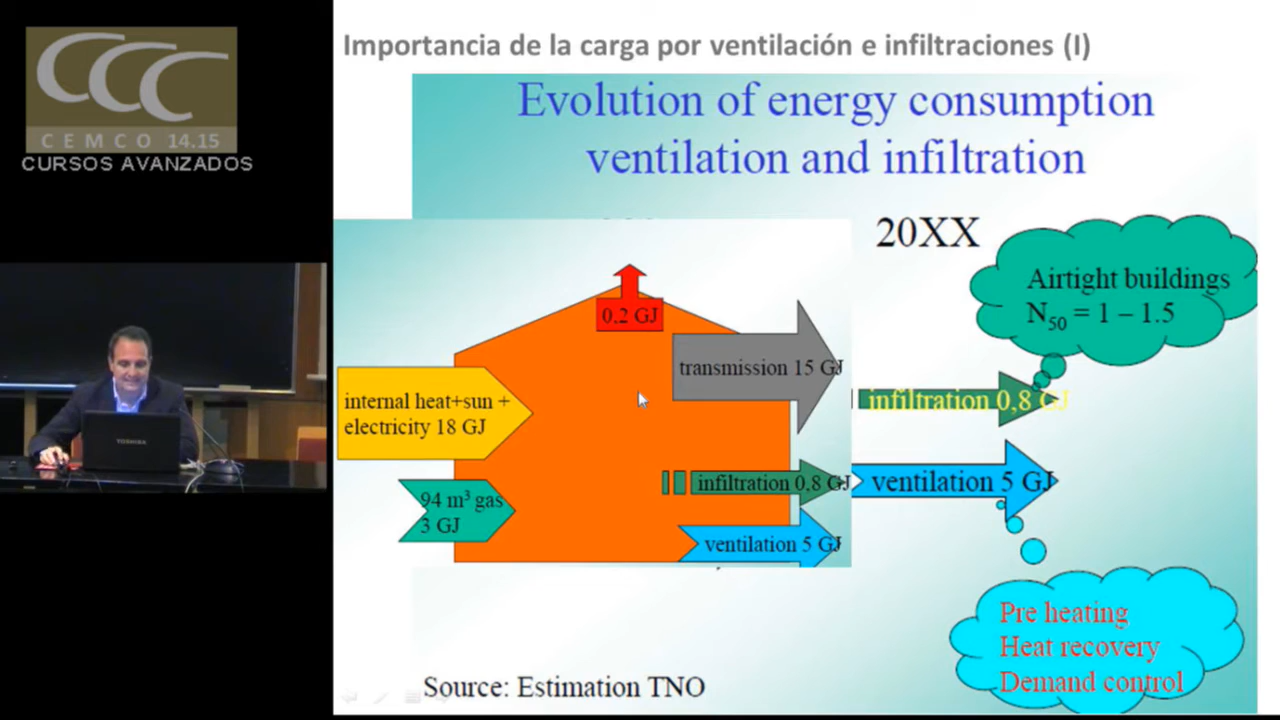 CCC
CEMCO 14.15
CURSOS AVANZADOS
Importancia de la carga por ventilación e infiltraciones (I)
Evolution of energy consumption
ventilation and infiltration
20XX
Airtight buildings
N50 = 1 – 1.5
0.2 GJ
transmission 15 GJ
internal heat+sun +
electricity 18 GJ
infiltration 0,8 GJ
94 m³ gas
3 GJ
infiltration 0.8 GJ
ventilation 5 GJ
ventilation 5 GJ
Pre heating
Heat recovery
Demand control
Source: Estimation TNO
TOSHIBA